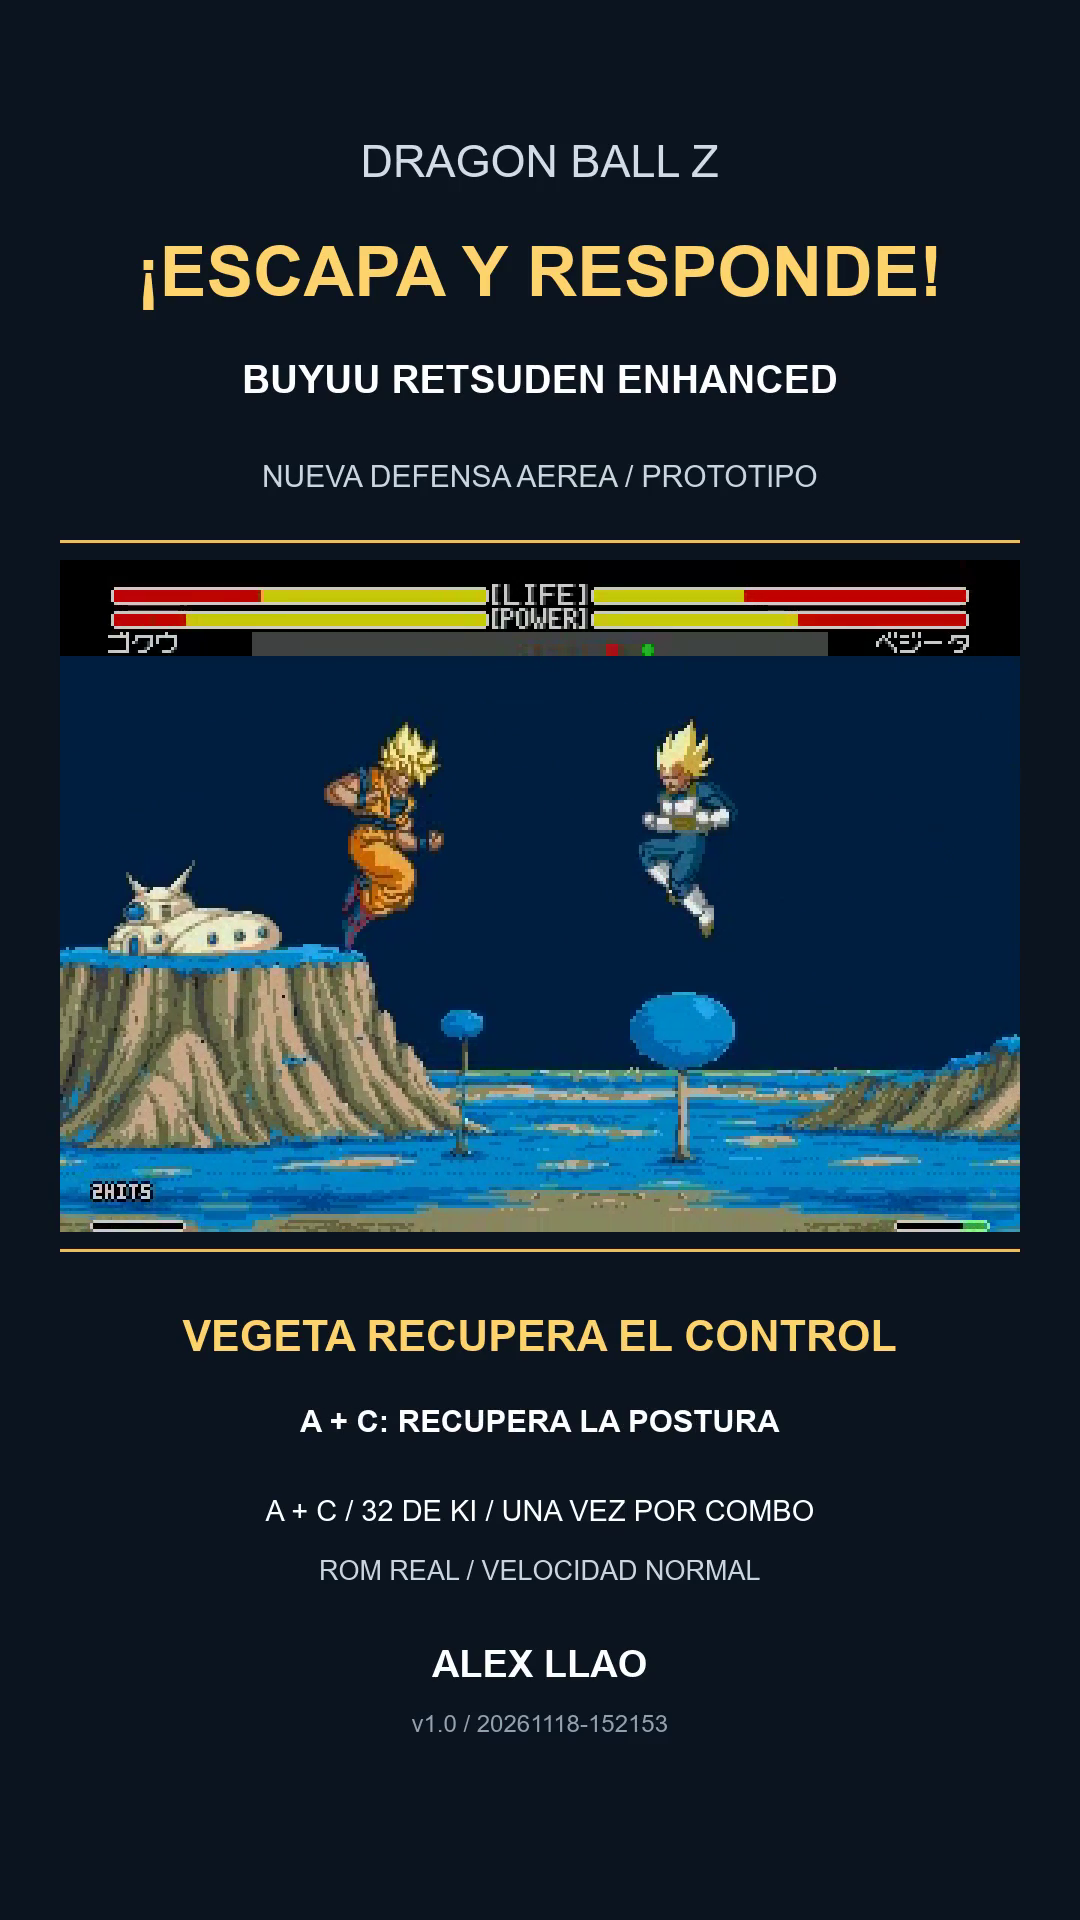 DRAGON BALL Z
¡ESCAPA Y RESPONDE!
BUYUU RETSUDEN ENHANCED
NUEVA DEFENSA AEREA / PROTOTIPO
[LIFE]
[POWER]
ゴクウ ベジータ
2HITS
VEGETA RECUPERA EL CONTROL
A + C: RECUPERA LA POSTURA
A + C / 32 DE KI / UNA VEZ POR COMBO
ROM REAL / VELOCIDAD NORMAL
ALEX LLAO
v1.0 / 20261118-152153